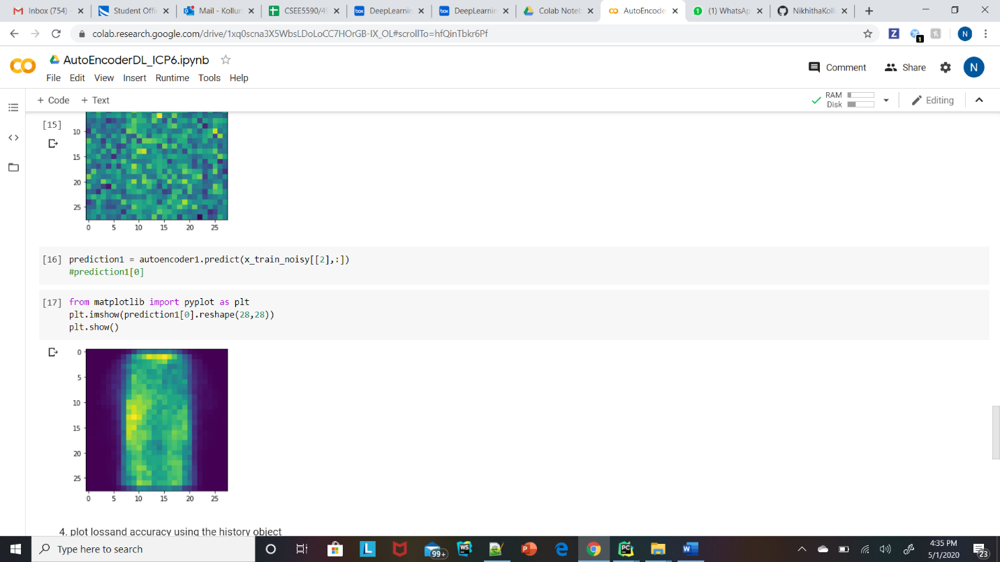 Inbox (754) -
Student Offi
Mail - Kolluri
CSEE5590/49
DeepLearnin
DeepLearnin
Colab Noteb
AutoEncode
(1) WhatsAp
NikhithaKoll
colab.research.google.com/drive/1xq0scna3X5WbsLDoLoCC7HOrGB-IX_OL#scrollTo=hfQinTbkr6Pf
AutoEncoderDL_ICP6.ipynb
File Edit View Insert Runtime Tools Help
Comment Share N
+ Code + Text
RAM
Disk
Editing
[15]
10
15
20
25
0 5 10 15 20 25
[16] prediction1 = autoencoder1.predict(x_train_noisy[[2],:])
#prediction1[0]
[17] from matplotlib import pyplot as plt
plt.imshow(prediction1[0].reshape(28,28))
plt.show()
0
5
10
15
20
25
0 5 10 15 20 25
4. plot lossand accuracy using the history object
Type here to search
99+
4:35 PM
5/1/2020
23